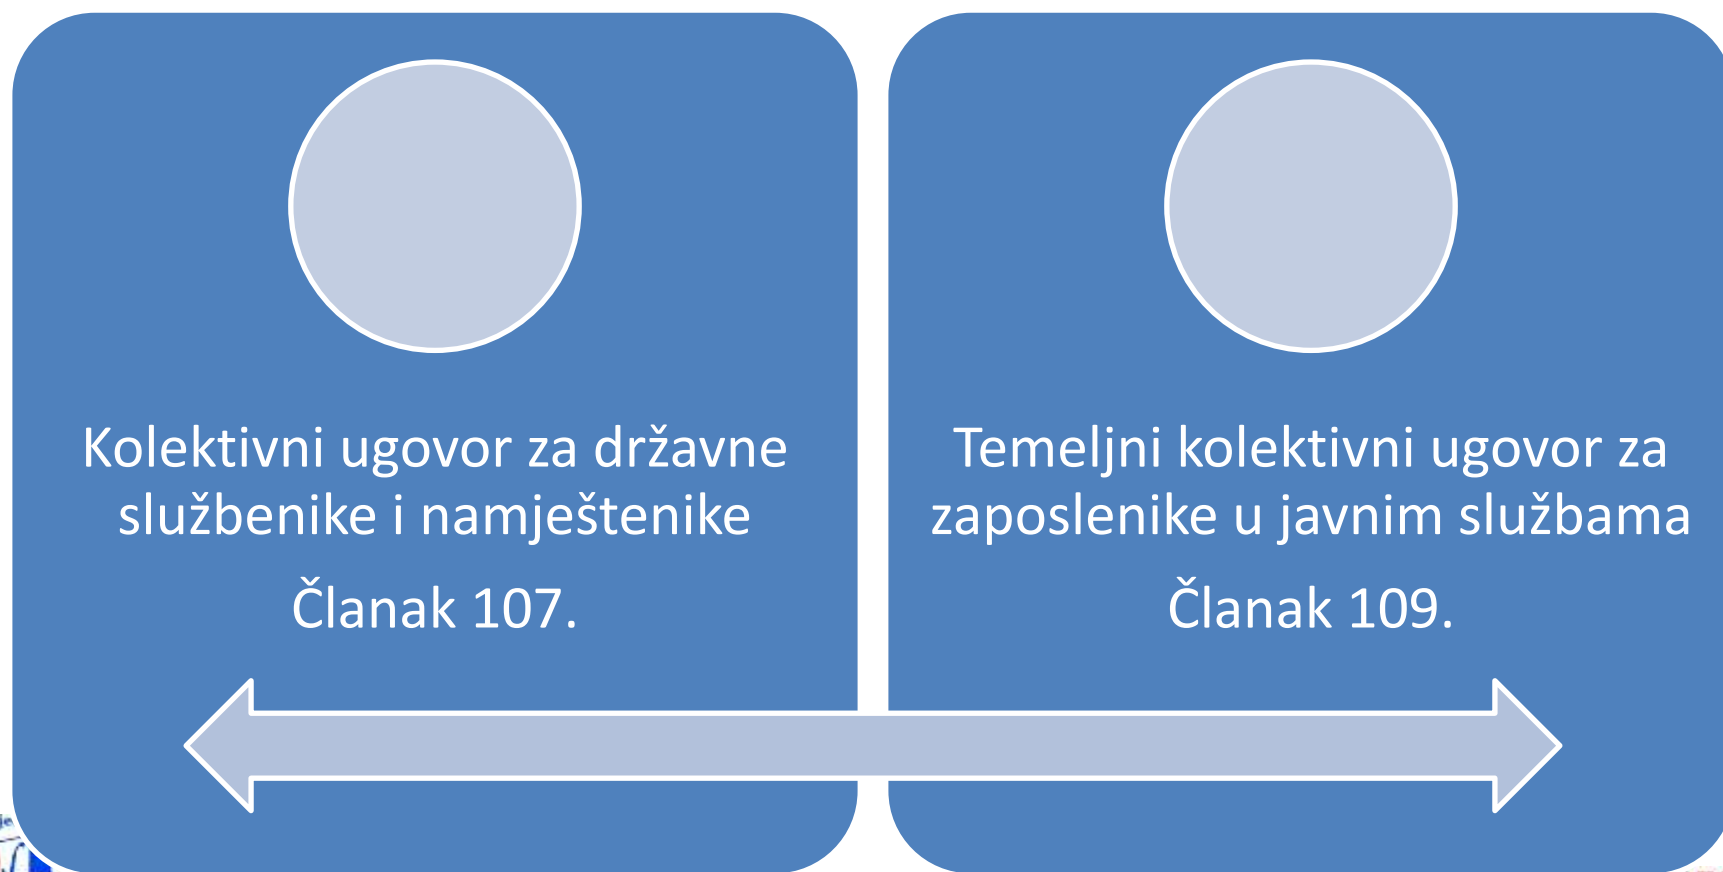 Kolektivni ugovor za državne
službenike i namještenike
Članak 107.
Temeljni kolektivni ugovor za
zaposlenike u javnim službama
Članak 109.